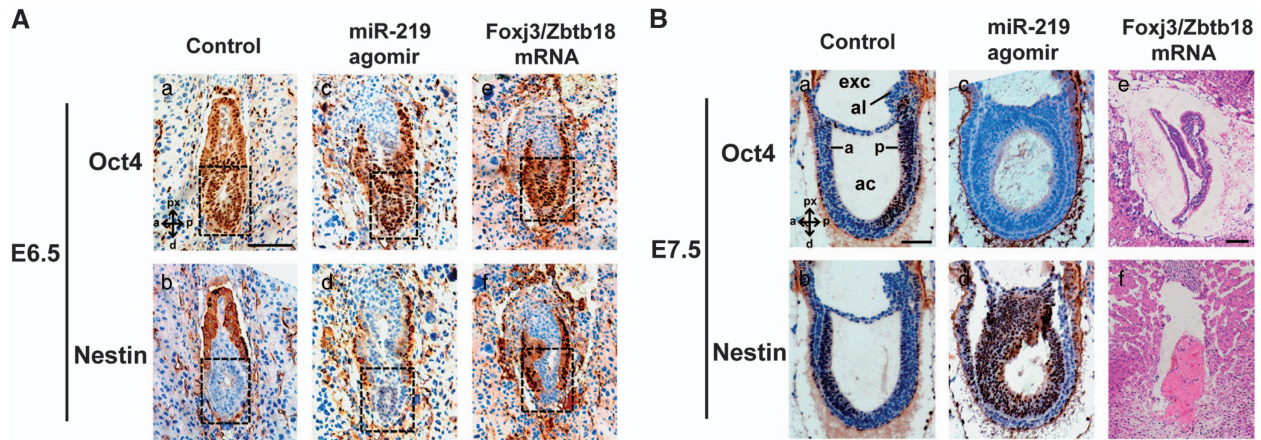 A
Control
miR-219
agomir
Foxj3/Zbtb18
mRNA
E6.5
Oct4
a
px
a p
d
c
e
Nestin
b
d
f
B
Control
miR-219
agomir
Foxj3/Zbtb18
mRNA
E7.5
Oct4
a
exc
al
a p
ac
px
a p
d
c
e
Nestin
b
d
f